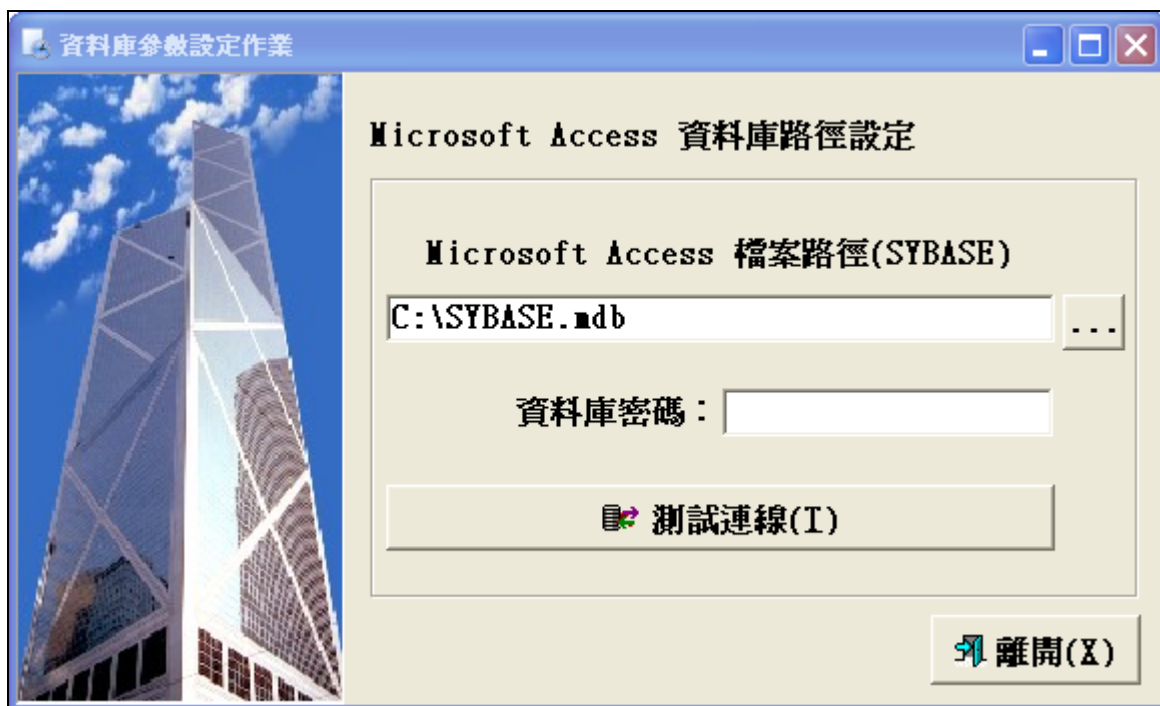 資料庫參數設定作業
Microsoft Access 資料庫路徑設定
Microsoft Access 檔案路徑(SYBASE)
C:\SYBASE.mdb
...
資料庫密碼：
測試連線(T)
離開(X)